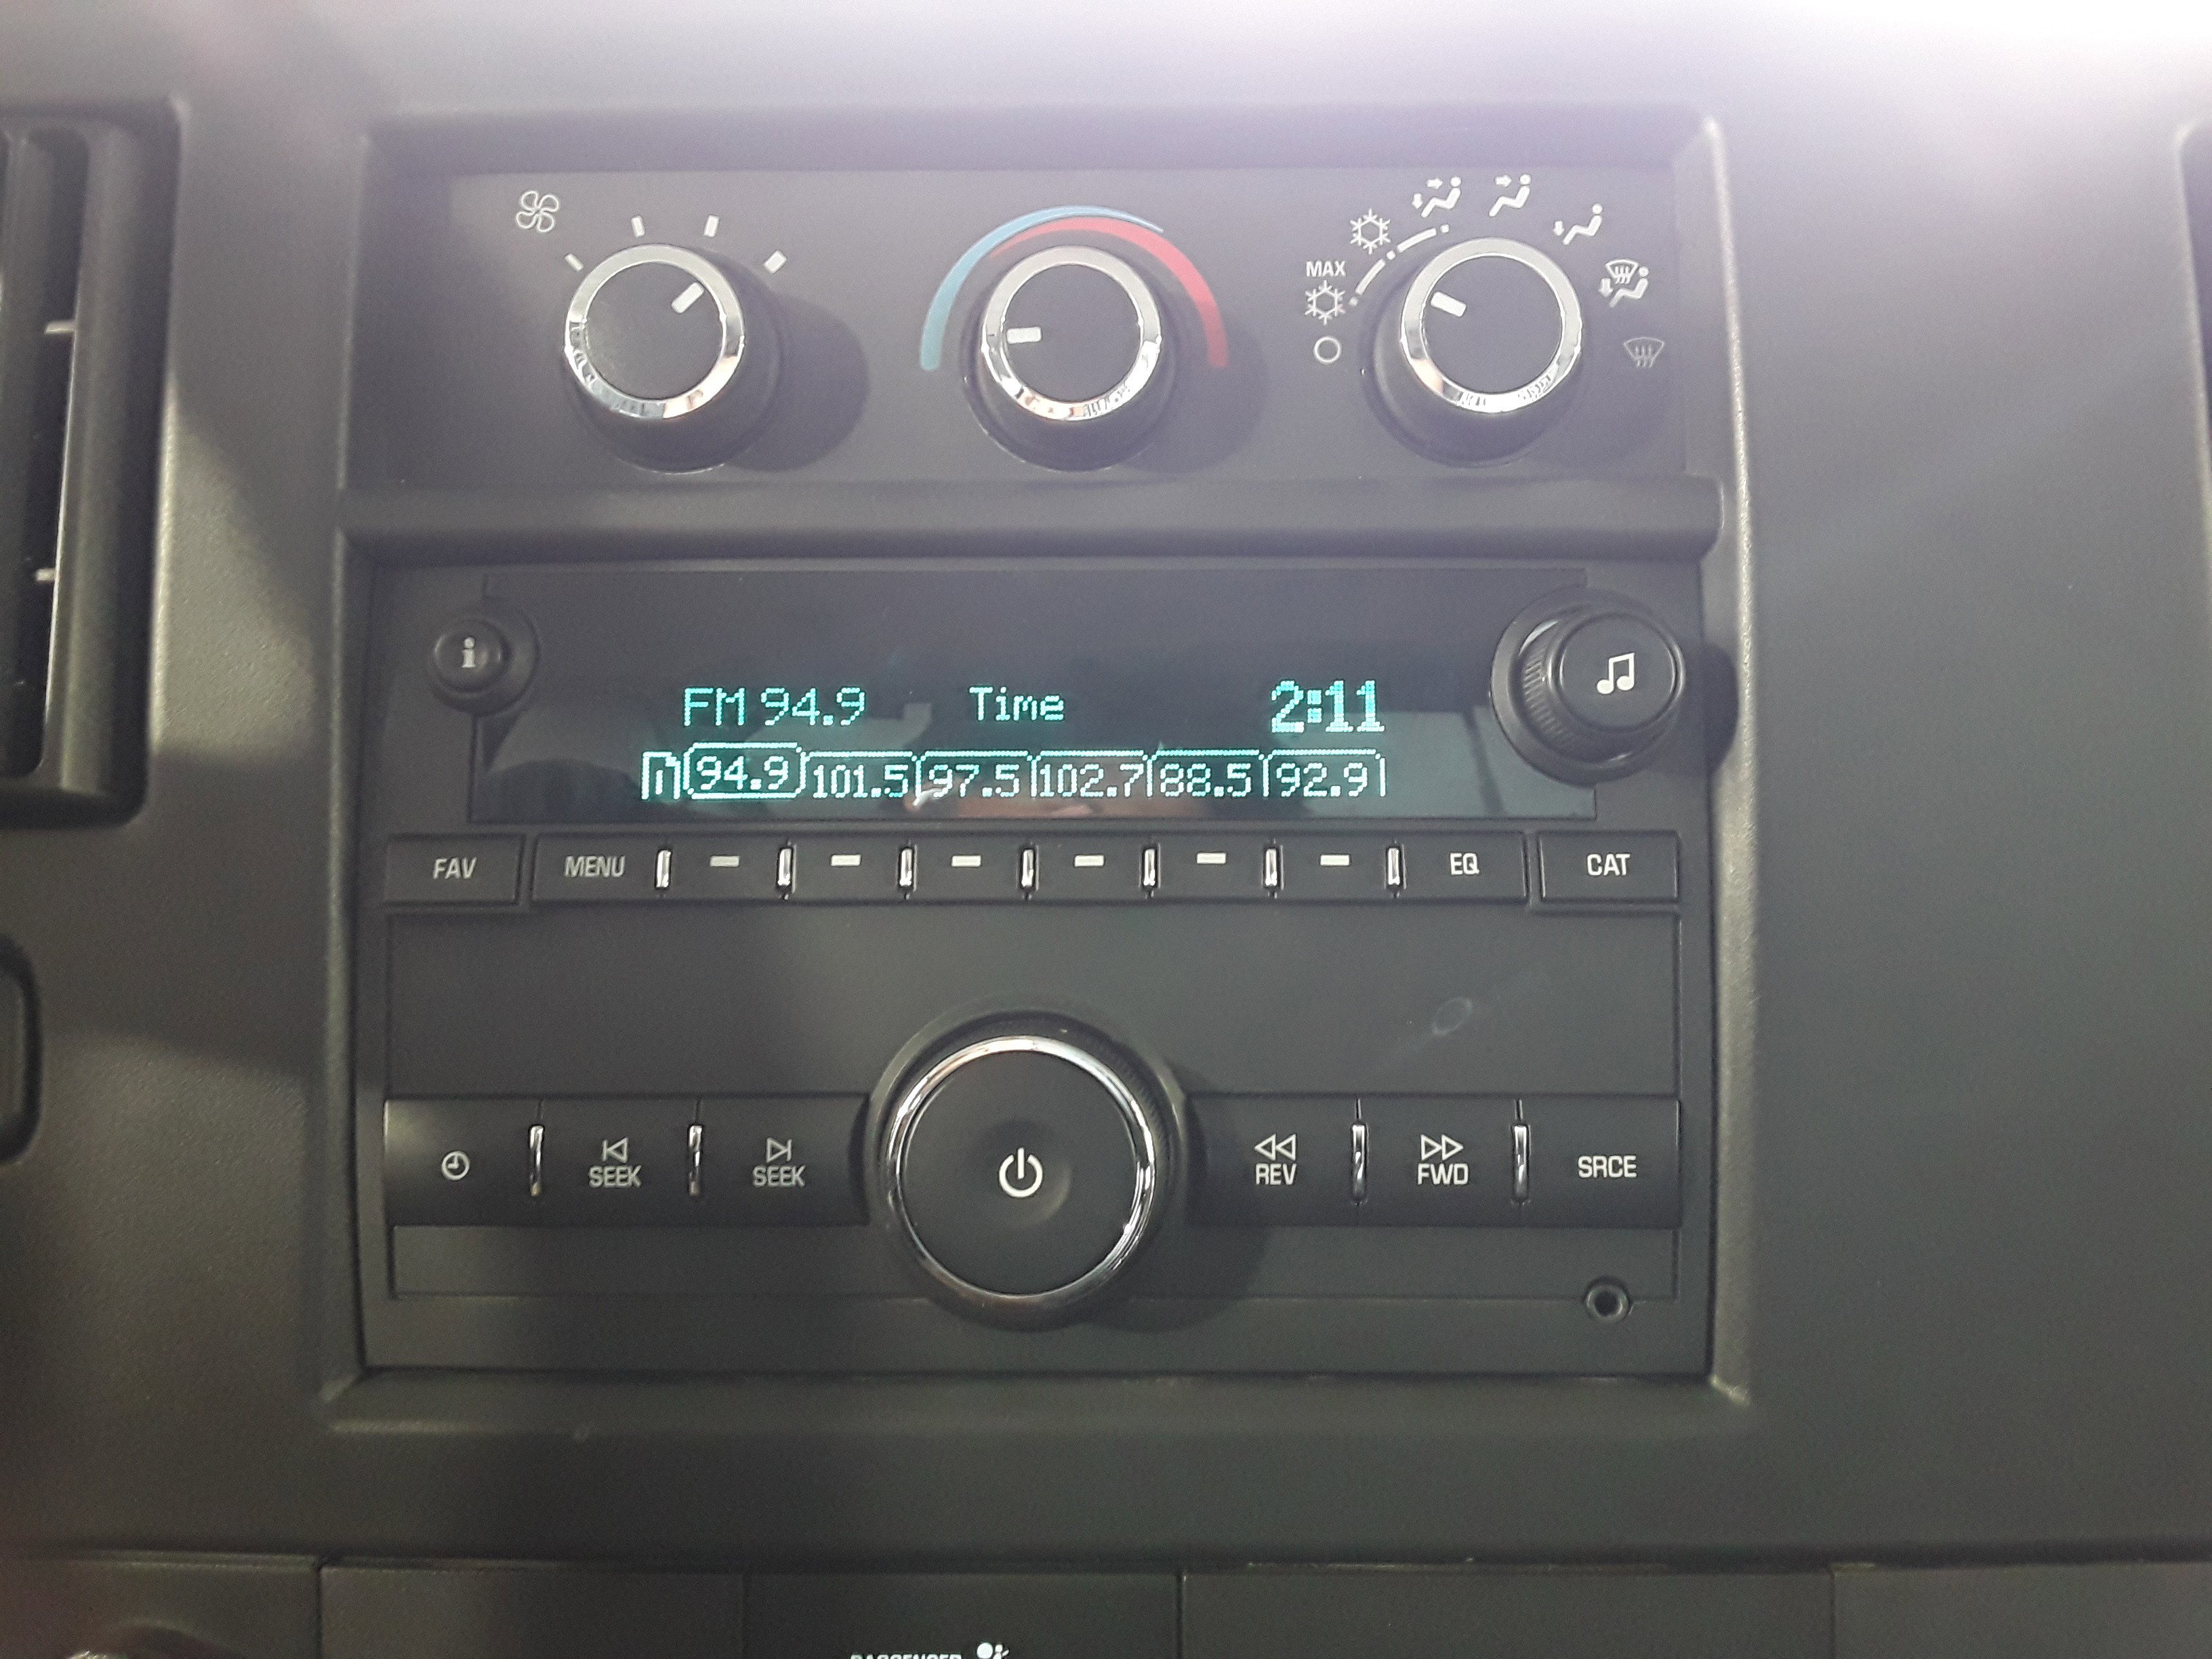 MAX
i
FM 94.9 Time 2:11
94.9 101.5 97.5 102.7 88.5 92.9
FAV MENU EQ CAT
SEEK SEEK REV FWD SRCE
PASSENGER